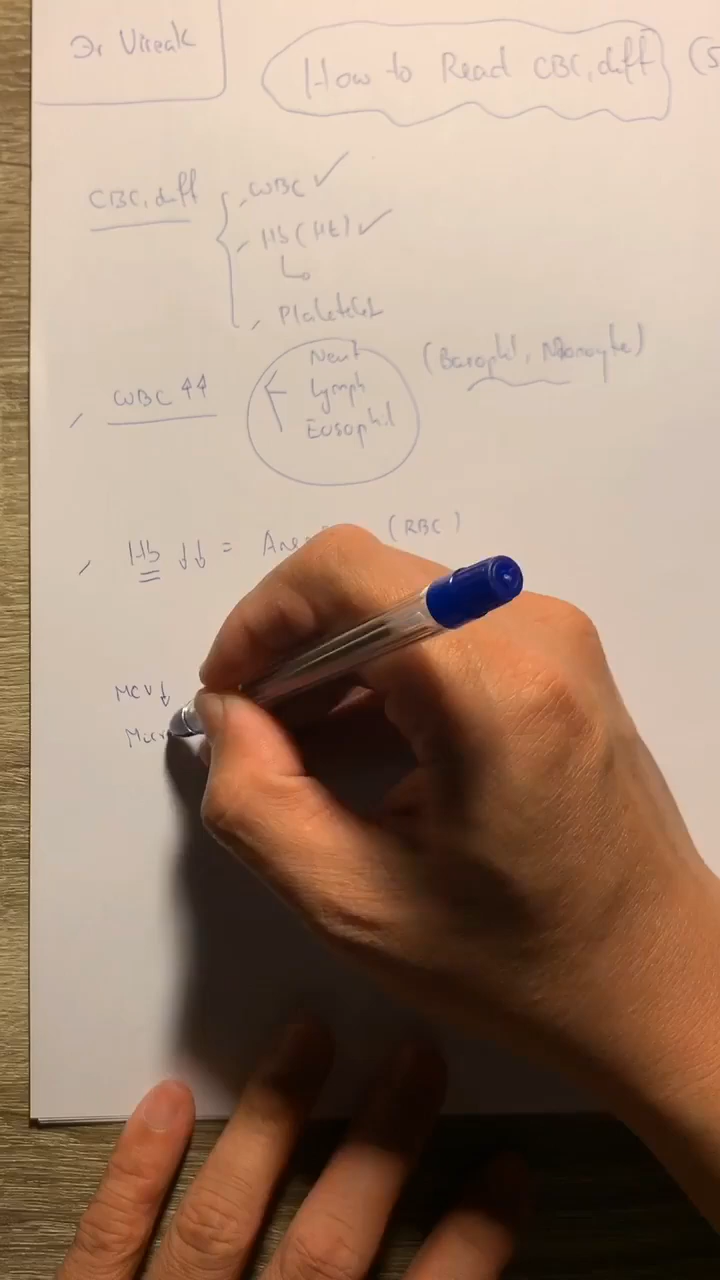 Dr Vireak
How to Read CBC, diff (S
CBC, diff
, WBC ✓
, Hb (Ht) ✓
, Platelet
, WBC ↑↑
Neut
Lymph
Eosophil
(Basophil, Monocyte)
, Hb ↓↓ = Ane (RBC)
MCV ↓
Micr